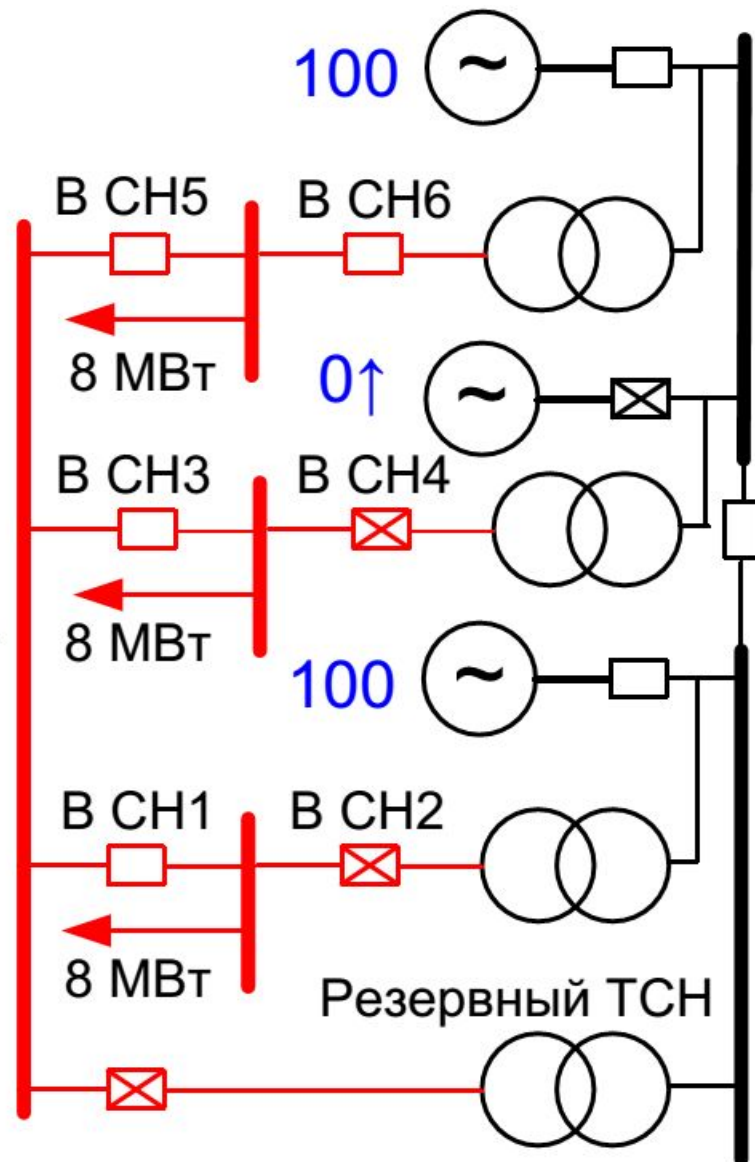 100
~
В СН5 В СН6
8 МВт
0↑
~
В СН3 В СН4
8 МВт
100
~
В СН1 В СН2
8 МВт
Резервный ТСН